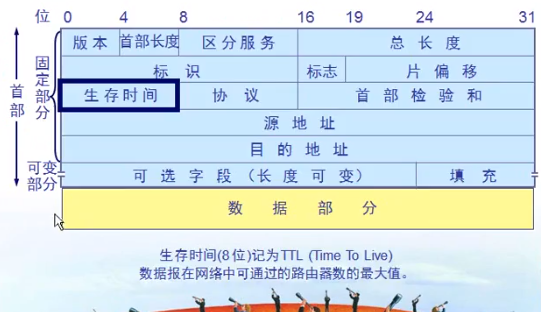 位 0 4 8 16 19 24 31
版本 首部长度 区分服务 总长度
标识 标志 片偏移
生存时间 协议 首部检验和
源地址
目的地址
可选字段（长度可变） 填充
数据部分
首部
固定部分
可变部分
生存时间(8位)记为TTL (Time To Live)
数据报在网络中可通过的路由器数的最大值。